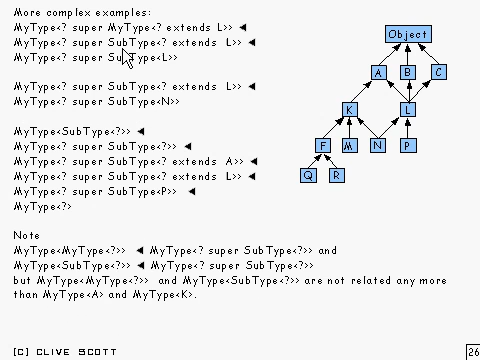 More complex examples:
MyType<? super MyType<? extends L>> ◄
MyType<? super SubType<? extends L>> ◄
MyType<? super SubType<L>>
MyType<? super SubType<? extends L>> ◄
MyType<? super SubType<N>>
MyType<SubType<?>> ◄
MyType<? super SubType<?>> ◄
MyType<? super SubType<? extends A>> ◄
MyType<? super SubType<? extends L>> ◄
MyType<? super SubType<P>> ◄
MyType<?>
Note
MyType<MyType<?>> ◄ MyType<? super SubType<?>> and
MyType<SubType<?>> ◄ MyType<? super SubType<?>>
but MyType<MyType<?>> and MyType<SubType<?>> are not related any more
than MyType<A> and MyType<K>.
Object
A B C
K L
F M N P
Q R
[C] CLIVE SCOTT
26